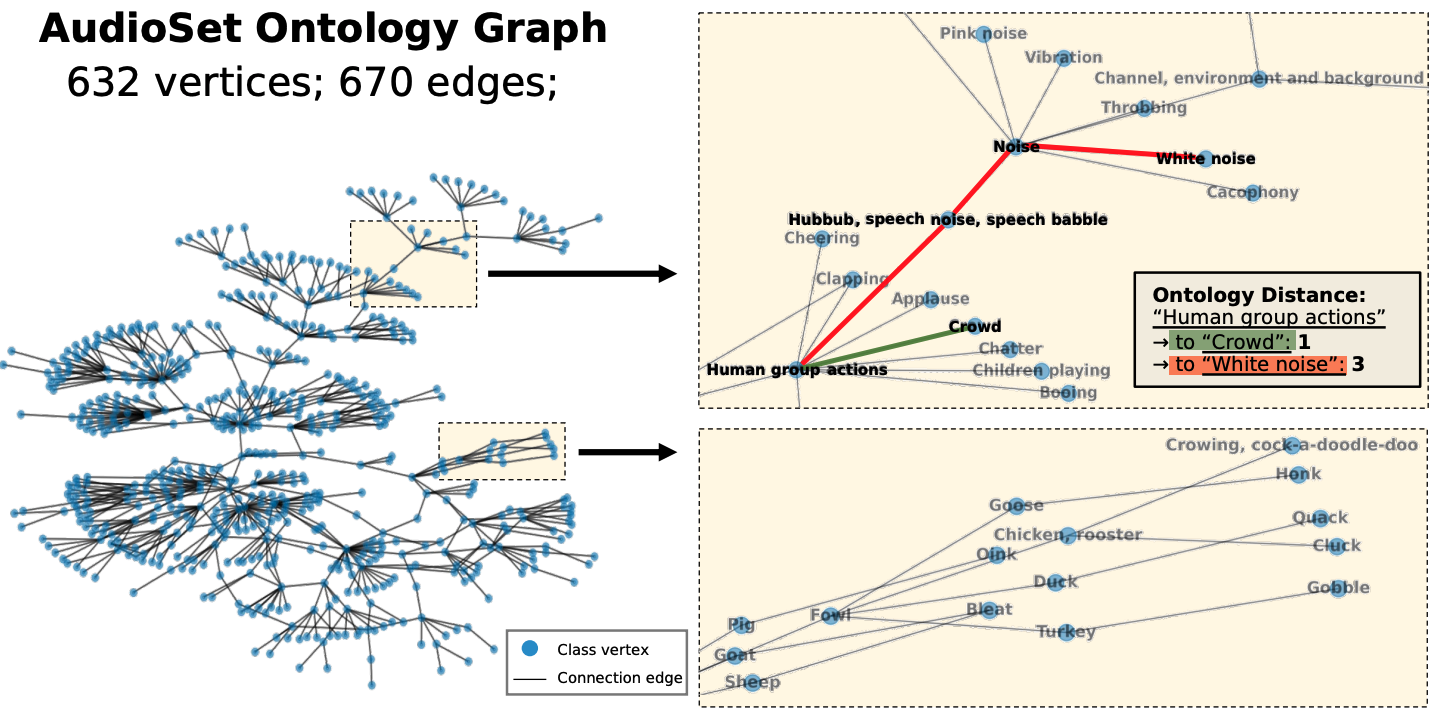 AudioSet Ontology Graph
632 vertices; 670 edges;
Class vertex
Connection edge
Pink noise
Vibration
Channel, environment and background
Throbbing
Noise
White noise
Cacophony
Hubbub, speech noise, speech babble
Cheering
Clapping
Applause
Crowd
Chatter
Human group actions
Children playing
Booing
Ontology Distance:
“Human group actions”
→ to “Crowd”: 1
→ to “White noise”: 3
Crowing, cock-a-doodle-doo
Honk
Goose
Quack
Chicken, rooster
Cluck
Oink
Duck
Gobble
Bleat
Fowl
Pig
Turkey
Goat
Sheep